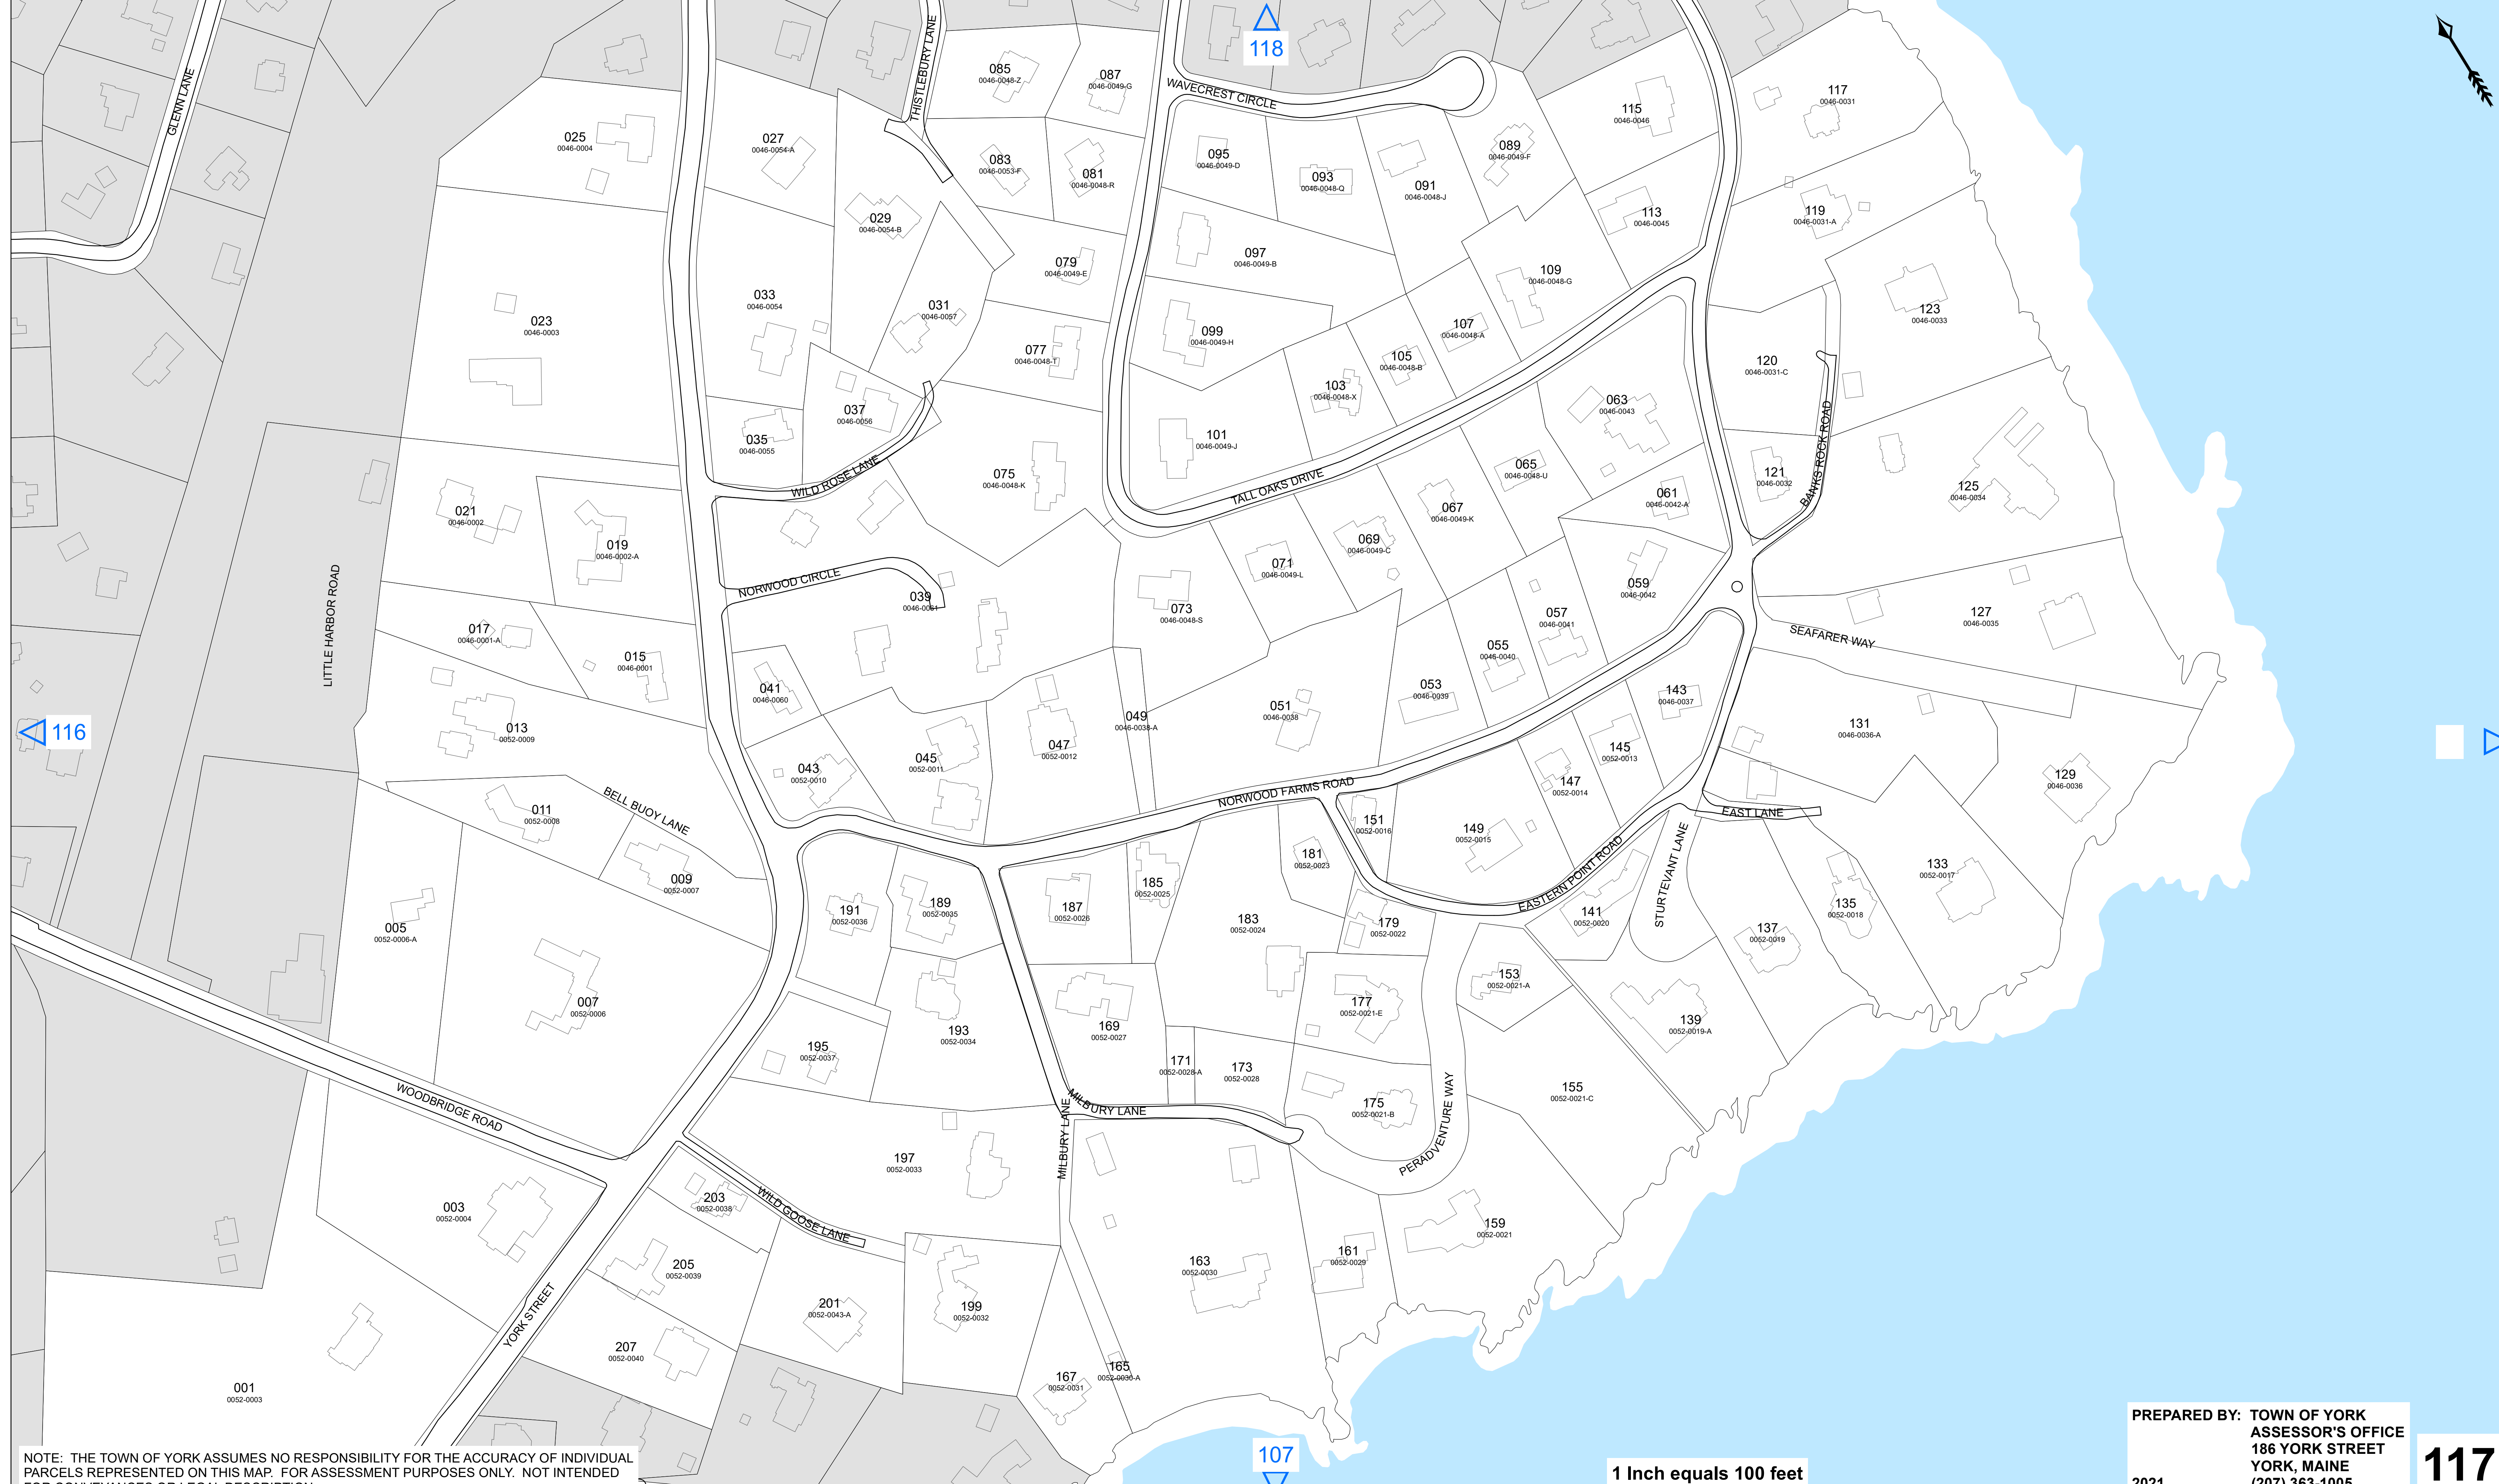 118
THISTLEBURY LANE
GLENN LANE
WAVECREST CIRCLE
085
0046-0048-Z
087
0046-0049-G
117
0046-0031
115
0046-0046
025
0046-0004
027
0046-0054-A
083
0046-0053-F
081
0046-0048-R
095
0046-0049-D
093
0046-0048-Q
091
0046-0048-J
089
0046-0049-F
029
0046-0054-B
113
0046-0045
119
0046-0031-A
079
0046-0049-E
097
0046-0049-B
109
0046-0048-G
023
0046-0003
033
0046-0054
031
0046-0057
123
0046-0033
077
0046-0048-T
099
0046-0049-H
107
0046-0048-A
105
0046-0048-B
120
0046-0031-C
103
0046-0048-X
037
0046-0056
063
0046-0043
035
0046-0055
101
0046-0049-J
BANKS ROCK ROAD
WILD ROSE LANE
075
0046-0048-K
TALL OAKS DRIVE
065
0046-0048-U
121
0046-0032
125
0046-0034
061
0046-0042-A
067
0046-0049-K
021
0046-0002
019
0046-0002-A
069
0046-0049-C
071
0046-0049-L
059
0046-0042
NORWOOD CIRCLE
039
0046-0061
073
0046-0048-S
057
0046-0041
127
0046-0035
LITTLE HARBOR ROAD
017
0046-0001-A
SEAFARER WAY
015
0046-0001
055
0046-0040
041
0046-0060
053
0046-0039
143
0046-0037
051
0046-0038
049
0046-0038-A
131
0046-0036-A
116
013
0052-0009
047
0052-0012
045
0052-0011
145
0052-0013
043
0052-0010
129
0046-0036
147
0052-0014
NORWOOD FARMS ROAD
BELL BUOY LANE
011
0052-0008
EAST LANE
151
0052-0016
149
0052-0015
181
0052-0023
EASTERN POINT ROAD
STURTEVANT LANE
133
0052-0017
009
0052-0007
185
0052-0025
191
0052-0036
189
0052-0035
187
0052-0026
135
0052-0018
183
0052-0024
179
0052-0022
141
0052-0020
137
0052-0019
005
0052-0006-A
153
0052-0021-A
007
0052-0006
177
0052-0021-E
139
0052-0019-A
169
0052-0027
193
0052-0034
195
0052-0037
171
0052-0028-A
173
0052-0028
155
0052-0021-C
WOODBRIDGE ROAD
MILBURY LANE
175
0052-0021-B
PERADVENTURE WAY
MILBURY LANE
197
0052-0033
203
0052-0038
WILD GOOSE LANE
003
0052-0004
159
0052-0021
161
0052-0029
163
0052-0030
205
0052-0039
YORK STREET
201
0052-0043-A
199
0052-0032
207
0052-0040
165
0052-0030-A
167
0052-0031
001
0052-0003
107
NOTE: THE TOWN OF YORK ASSUMES NO RESPONSIBILITY FOR THE ACCURACY OF INDIVIDUAL
PARCELS REPRESENTED ON THIS MAP. FOR ASSESSMENT PURPOSES ONLY. NOT INTENDED
FOR CONVEYANCE OR LEGAL DESCRIPTION
1 Inch equals 100 feet
PREPARED BY: TOWN OF YORK
ASSESSOR'S OFFICE
186 YORK STREET
YORK, MAINE
2021 (207) 363-1005
117